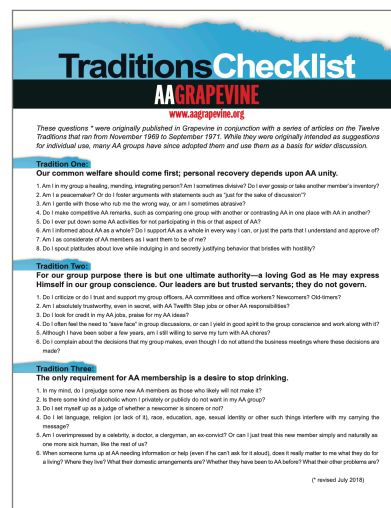 TraditionsChecklist
AAGRAPEVINE
www.aagrapevine.org
These questions * were originally published in Grapevine in conjunction with a series of articles on the Twelve
Traditions that ran from November 1969 to September 1971. While they were originally intended as suggestions
for individual use, many AA groups have since adopted them and use them as a basis for wider discussion.
Tradition One:
Our common welfare should come first; personal recovery depends upon AA unity.
1. Am I in my group a healing, mending, integrating person? Am I sometimes divisive? Do I ever gossip or take another member's inventory?
2. Am I a peacemaker? Or do I foster arguments with statements such as "just for the sake of discussion"?
3. Am I gentle with those who rub me the wrong way, or am I sometimes abrasive?
4. Do I make competitive AA remarks, such as comparing one group with another or contrasting AA in one place with AA in another?
5. Do I ever put down some AA activities for not participating in this or that aspect of AA?
6. Am I informed about AA as a whole? Do I support AA as a whole in every way I can, or just the parts that I understand and approve of?
7. Am I as considerate of AA members as I want them to be of me?
8. Do I spout platitudes about love while indulging in and secretly justifying behavior that bristles with hostility?
Tradition Two:
For our group purpose there is but one ultimate authority—a loving God as He may express
Himself in our group conscience. Our leaders are but trusted servants; they do not govern.
1. Do I criticize or do I trust and support my group officers, AA committees and office workers? Newcomers? Old-timers?
2. Am I absolutely trustworthy, even in secret, with AA Twelfth Step jobs or other AA responsibilities?
3. Do I look for credit in my AA jobs, praise for my AA ideas?
4. Do I often feel the need to "save face" in group discussions, or can I yield in good spirit to the group conscience and work along with it?
5. Although I have been sober a few years, am I still willing to serve my turn with AA chores?
6. Do I complain about the decisions that my group makes, even though I do not attend the business meetings where these decisions are
made?
Tradition Three:
The only requirement for AA membership is a desire to stop drinking.
1. In my mind, do I prejudge some new AA members as those who likely will not make it?
2. Is there some kind of alcoholic whom I privately or publicly do not want in my AA group?
3. Do I set myself up as a judge of whether a newcomer is sincere or not?
4. Do I let language, religion (or lack of it), race, education, age, sexual identity or other such things interfere with my carrying the
message?
5. Am I overimpressed by a celebrity, a doctor, a clergyman, an ex-convict? Or can I just treat this new member simply and naturally as
one more sick human, like the rest of us?
6. When someone turns up at AA needing information or help (even if he can't ask for it aloud), does it really matter to me what they do for
a living? Where they live? What their domestic arrangements are? Whether they have been to AA before? What their other problems are?
(* revised July 2018)